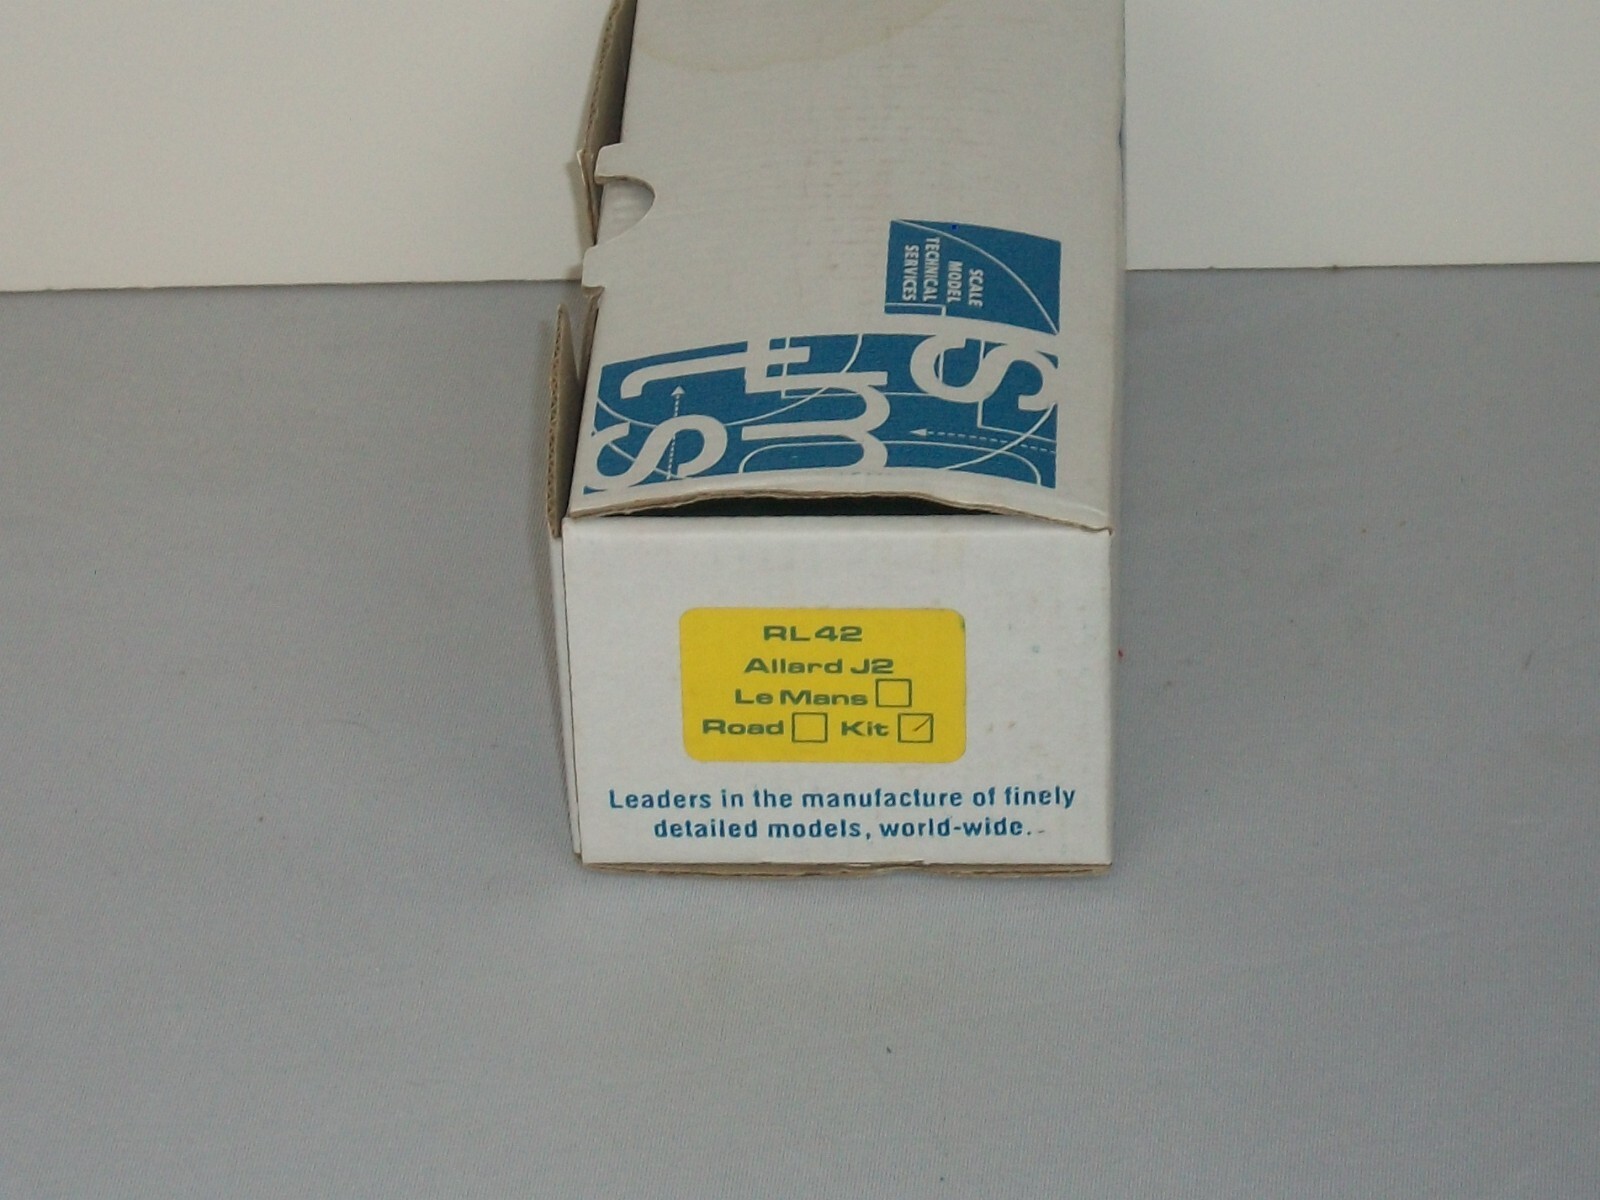 SCALE
MODEL
TECHNICAL
SERVICES
SMTS
RL42
Allard J2
Le Mans
Road Kit
Leaders in the manufacture of finely
detailed models, world-wide.